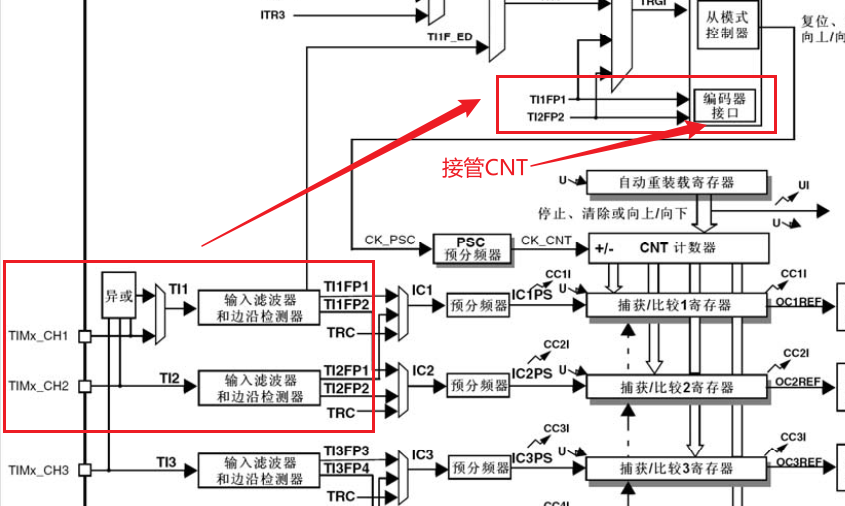 ITR3
TRGI
从模式
控制器
复位、
向上/向
TI1F_ED
TI1FP1
TI2FP2
编码器
接口
接管CNT
U
自动重装载寄存器
UI
停止、清除或向上/向下
U
CK_PSC
PSC
预分频器
CK_CNT
+/-
CNT 计数器
异或
TI1
输入滤波器
和边沿检测器
TI1FP1
TI1FP2
TRC
IC1
预分频器
CC1I
IC1PS
U
捕获/比较1寄存器
CC1I
OC1REF
TIMx_CH1
TIMx_CH2
TI2
输入滤波器
和边沿检测器
TI2FP1
TI2FP2
TRC
IC2
预分频器
CC2I
IC2PS
U
捕获/比较2寄存器
CC2I
OC2REF
TIMx_CH3
TI3
输入滤波器
和边沿检测器
TI3FP3
TI3FP4
TRC
IC3
预分频器
CC3I
IC3PS
U
捕获/比较3寄存器
CC3I
OC3REF
CC4I